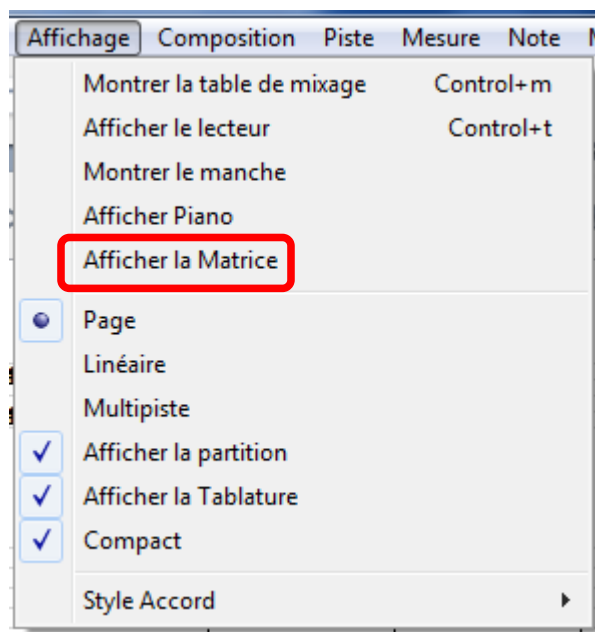 Affichage Composition Piste Mesure Note
Montrer la table de mixage Control+m
Afficher le lecteur Control+t
Montrer le manche
Afficher Piano
Afficher la Matrice
Page
Linéaire
Multipiste
Afficher la partition
Afficher la Tablature
Compact
Style Accord